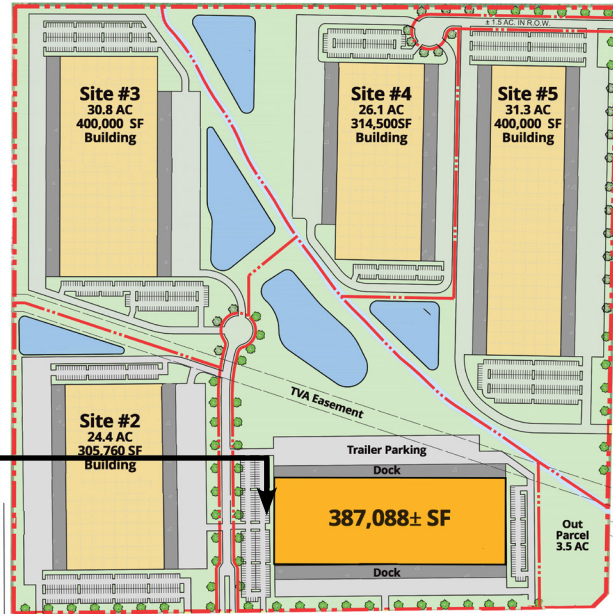 ± 1.5 AC. IN R.O.W.
Site #3
30.8 AC
400,000 SF
Building
Site #4
26.1 AC
314,500SF
Building
Site #5
31.3 AC
400,000 SF
Building
TVA Easement
Site #2
24.4 AC
305,760 SF
Building
Trailer Parking
Dock
387,088± SF
Dock
Out
Parcel
3.5 AC